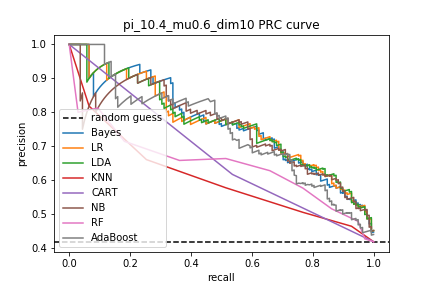 pi_10.4_mu0.6_dim10 PRC curve
precision
1.0
0.9
0.8
0.7
0.6
0.5
0.4
random guess
Bayes
LR
LDA
KNN
CART
NB
RF
AdaBoost
0.0
0.2
0.4
0.6
0.8
1.0
recall